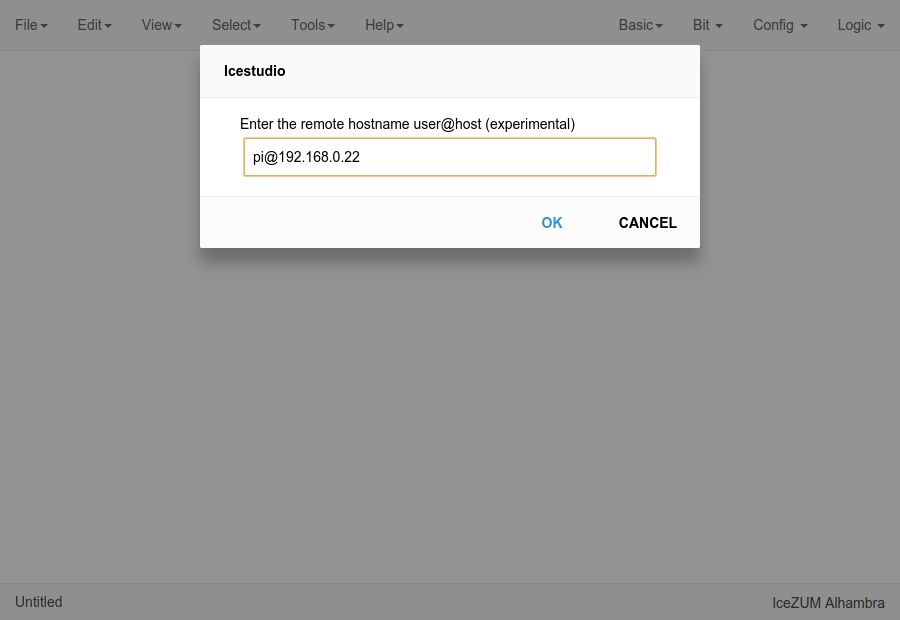 File Edit View Select Tools Help Basic Bit Config Logic
Icestudio
Enter the remote hostname user@host (experimental)
pi@192.168.0.22
OK CANCEL
Untitled IceZUM Alhambra